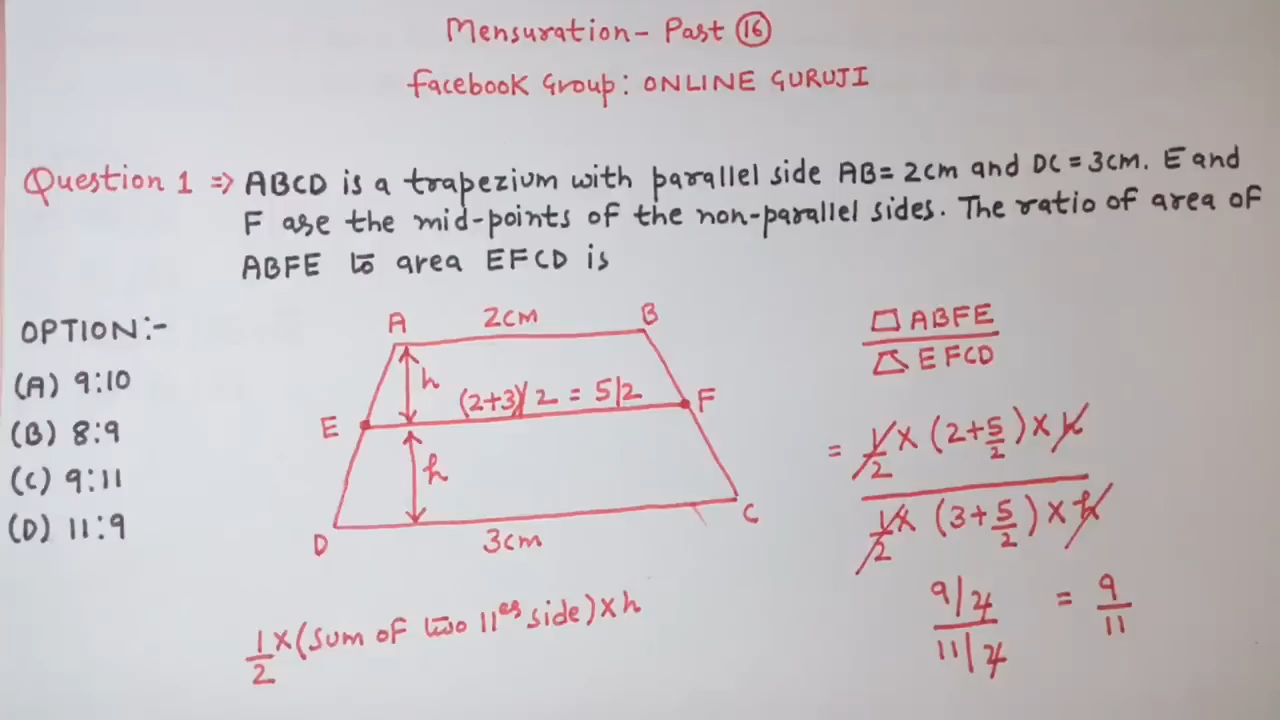 Mensuration- Part 16
facebook Group: ONLINE GURUJI
Question 1 => ABCD is a trapezium with parallel side AB= 2cm and DC = 3cm. E and
F are the mid-points of the non-parallel sides. The ratio of area of
ABFE to area EFCD is
OPTION:-
(A) 9:10
(B) 8:9
(C) 9:11
(D) 11:9
A 2cm B
h
(2+3)/2 = 5/2
E F
h
D 3cm C
1/2 x (sum of two 11es side) x h
□ ABFE
EFCD
= 1/2 x (2+5/2) x h
1/2 x (3+5/2) x h
9/2 = 9
11/2 11